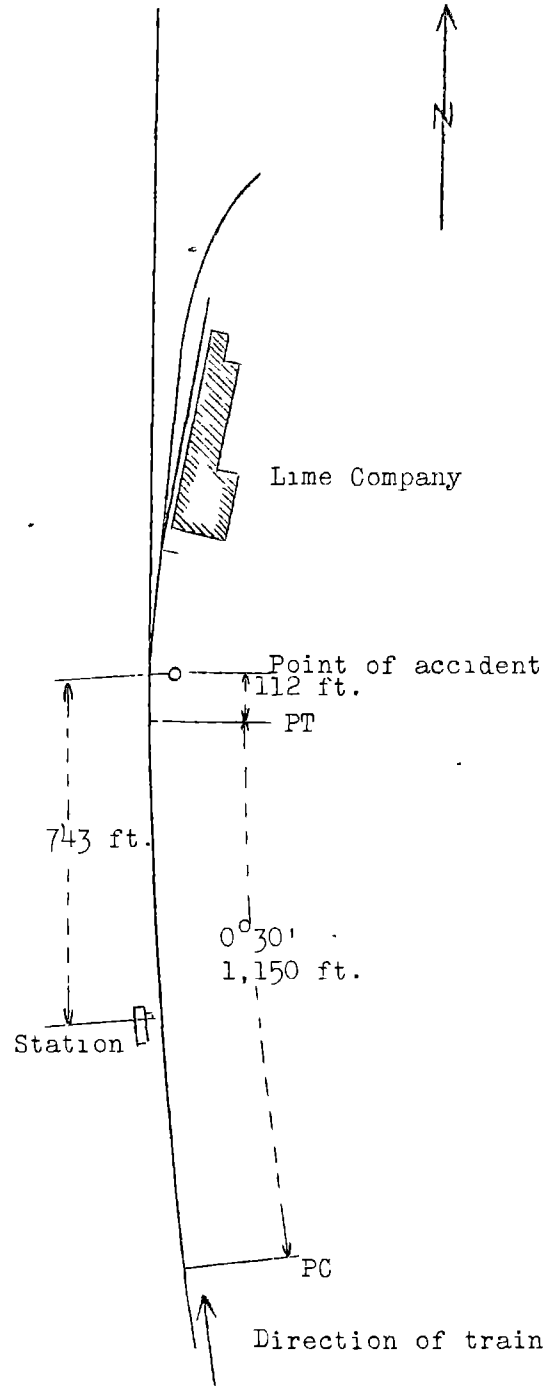 N
Lime Company
Point of accident
112 ft.
PT
743 ft.
0°30'
1,150 ft.
Station
PC
Direction of train